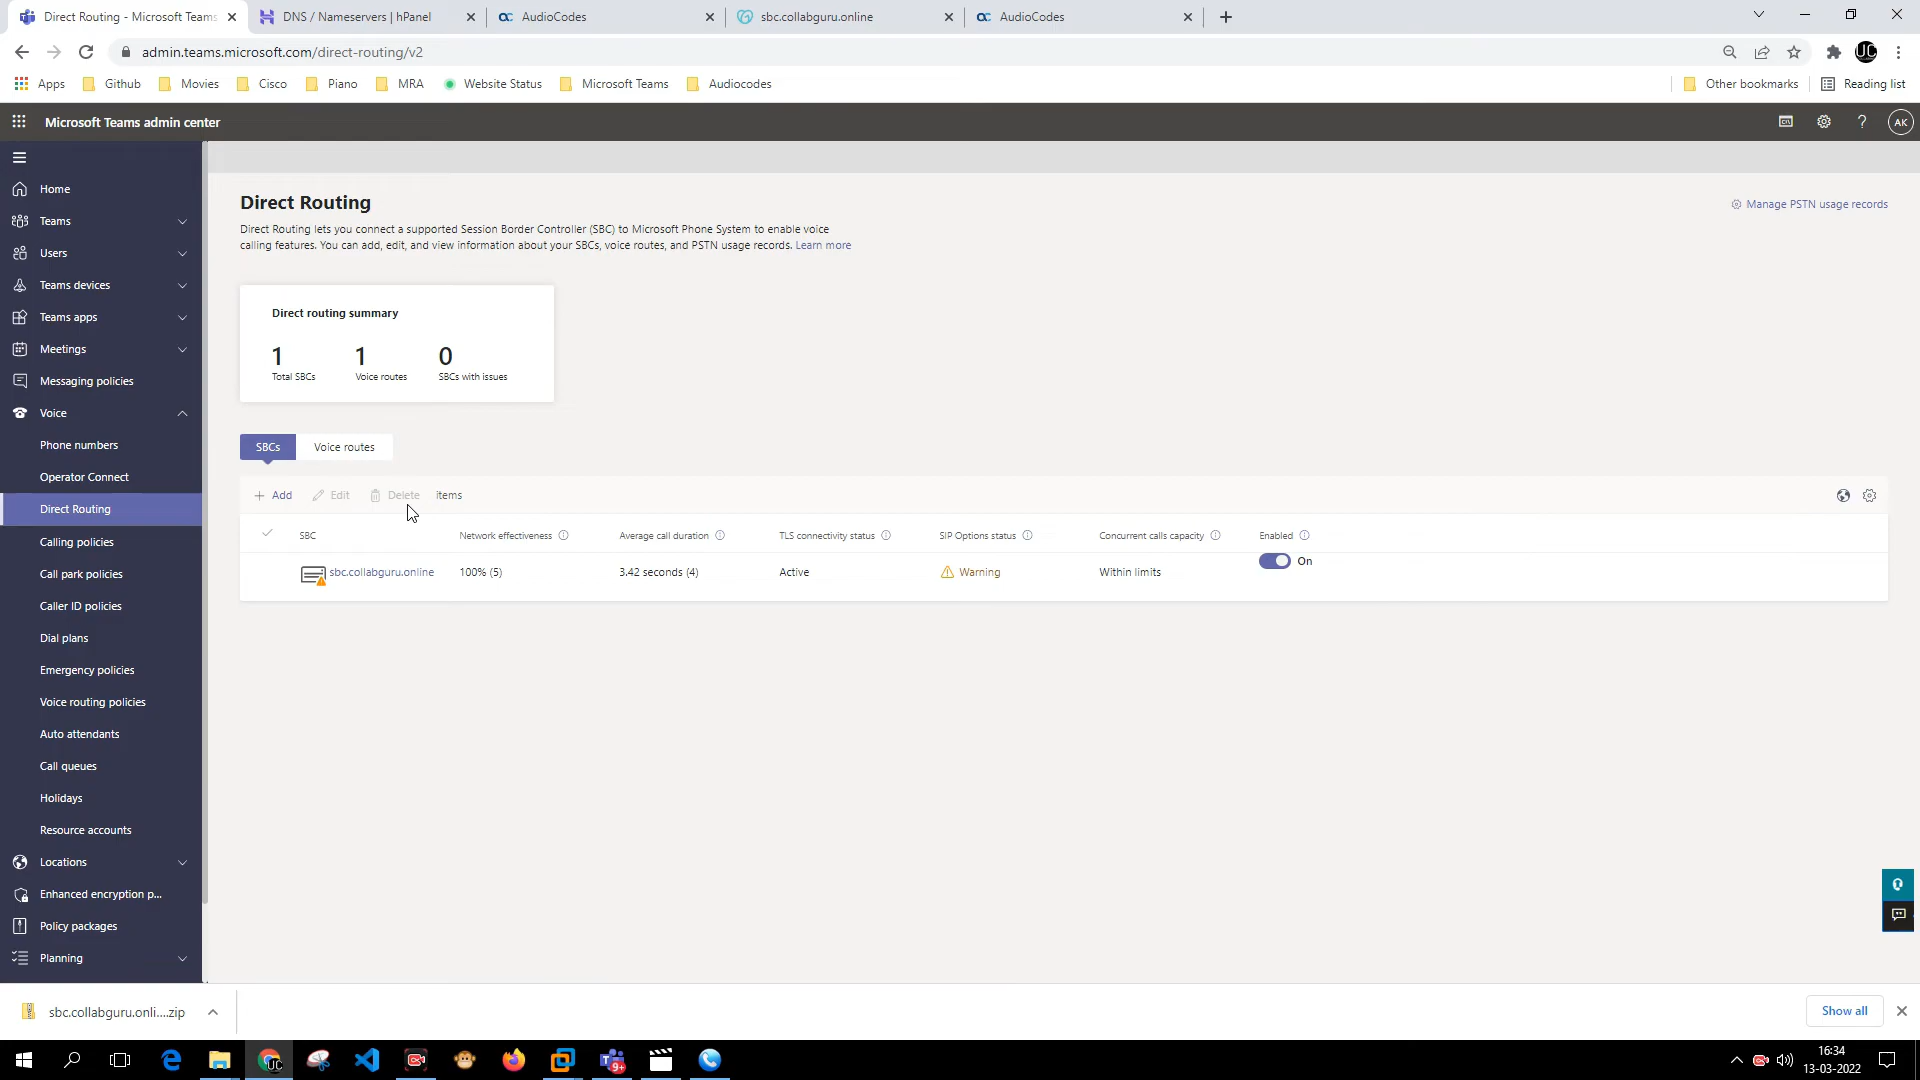 Direct Routing - Microsoft Teams
DNS / Nameservers | hPanel
AudioCodes
sbc.collabguru.online
AudioCodes
admin.teams.microsoft.com/direct-routing/v2
UC
Apps
Github
Movies
Cisco
Piano
MRA
Website Status
Microsoft Teams
Audiocodes
Other bookmarks
Reading list
Microsoft Teams admin center
AK
Home
Teams
Users
Teams devices
Teams apps
Meetings
Messaging policies
Voice
Phone numbers
Operator Connect
Direct Routing
Calling policies
Call park policies
Caller ID policies
Dial plans
Emergency policies
Voice routing policies
Auto attendants
Call queues
Holidays
Resource accounts
Locations
Enhanced encryption p...
Policy packages
Planning
Direct Routing
Manage PSTN usage records
Direct Routing lets you connect a supported Session Border Controller (SBC) to Microsoft Phone System to enable voice
calling features. You can add, edit, and view information about your SBCs, voice routes, and PSTN usage records. Learn more
Direct routing summary
1 1 0
Total SBCs Voice routes SBCs with issues
SBCs Voice routes
+ Add Edit Delete items
SBC Network effectiveness Average call duration TLS connectivity status SIP Options status Concurrent calls capacity Enabled
sbc.collabguru.online 100% (5) 3.42 seconds (4) Active Warning Within limits On
sbc.collabguru.onli....zip
Show all
UC
9+
16:34
13-03-2022